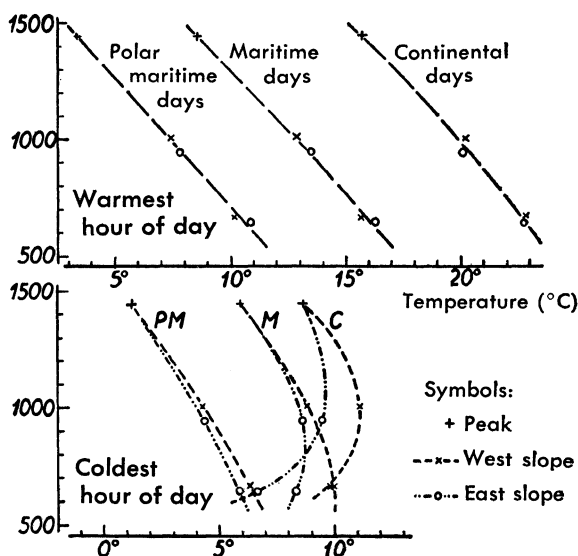 1500
1000
500
Polar
maritime
days
Maritime
days
Continental
days
Warmest
hour of day
5°
10°
15°
20°
Temperature (°C)
1500
1000
500
PM
M
C
Coldest
hour of day
0°
5°
10°
Symbols:
+ Peak
--x-- West slope
··-o··- East slope